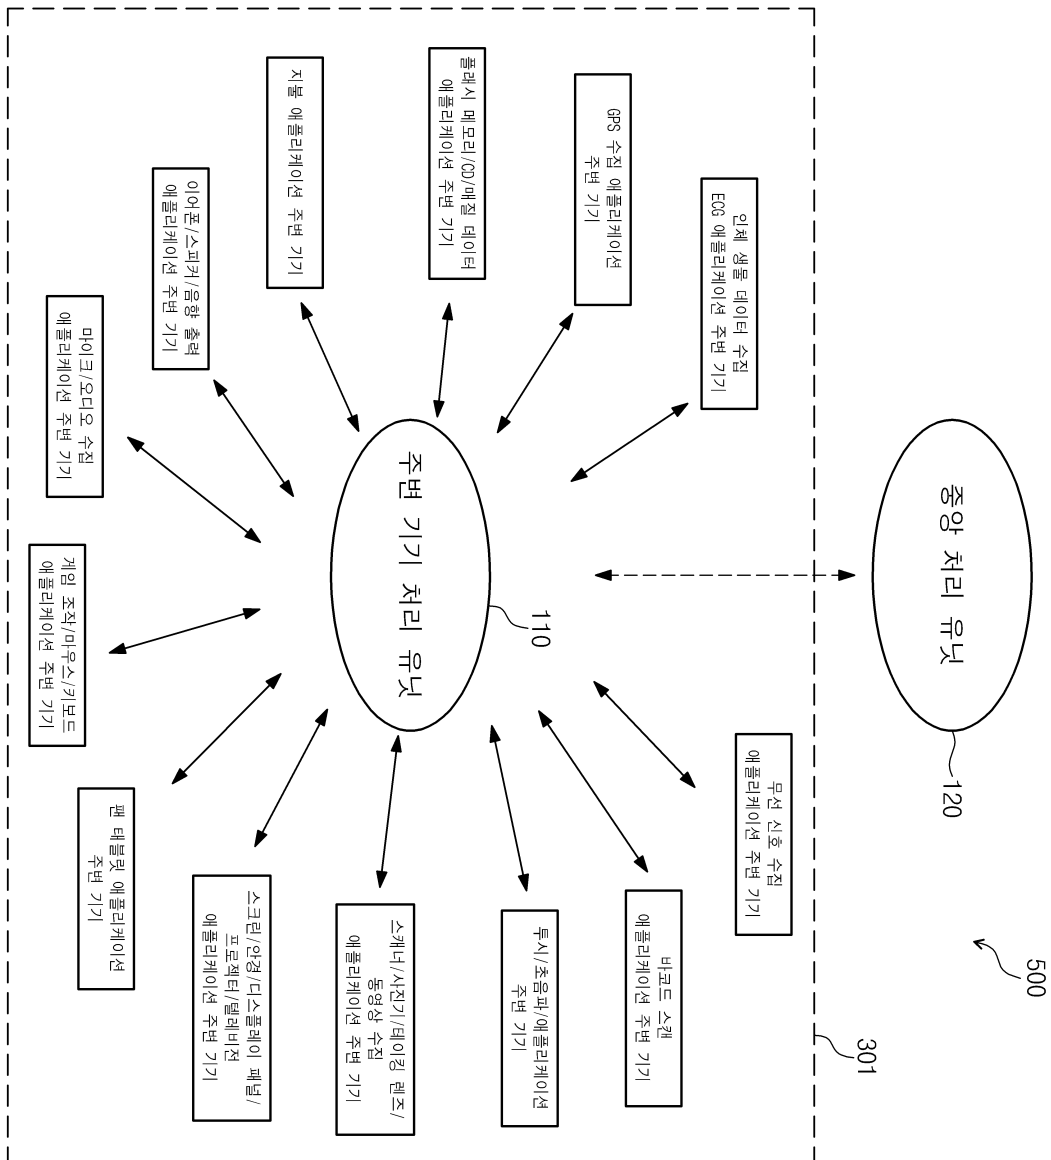 500
중앙 처리 유닛
120
301
무선 신호 수집
애플리케이션 주변 기기
인체 생물 데이터 수집
ECG 애플리케이션 주변 기기
바코드 스캔
애플리케이션 주변 기기
GPS 수집 애플리케이션
주변 기기
110
투시/초음파/애플리케이션
주변 기기
플래시 메모리/CD/매질 데이터
애플리케이션 주변 기기
주변 기기 처리 유닛
스캐너/사진기/테이킹 렌즈/
동영상 수집
애플리케이션 주변 기기
지불 애플리케이션 주변 기기
스크린/안경/디스플레이 패널/
프로젝터/텔레비전
애플리케이션 주변 기기
이어폰/스피커/음향 출력
애플리케이션 주변 기기
팬 태블릿 애플리케이션
주변 기기
마이크/오디오 수집
애플리케이션 주변 기기
게임 조작/마우스/키보드
애플리케이션 주변 기기